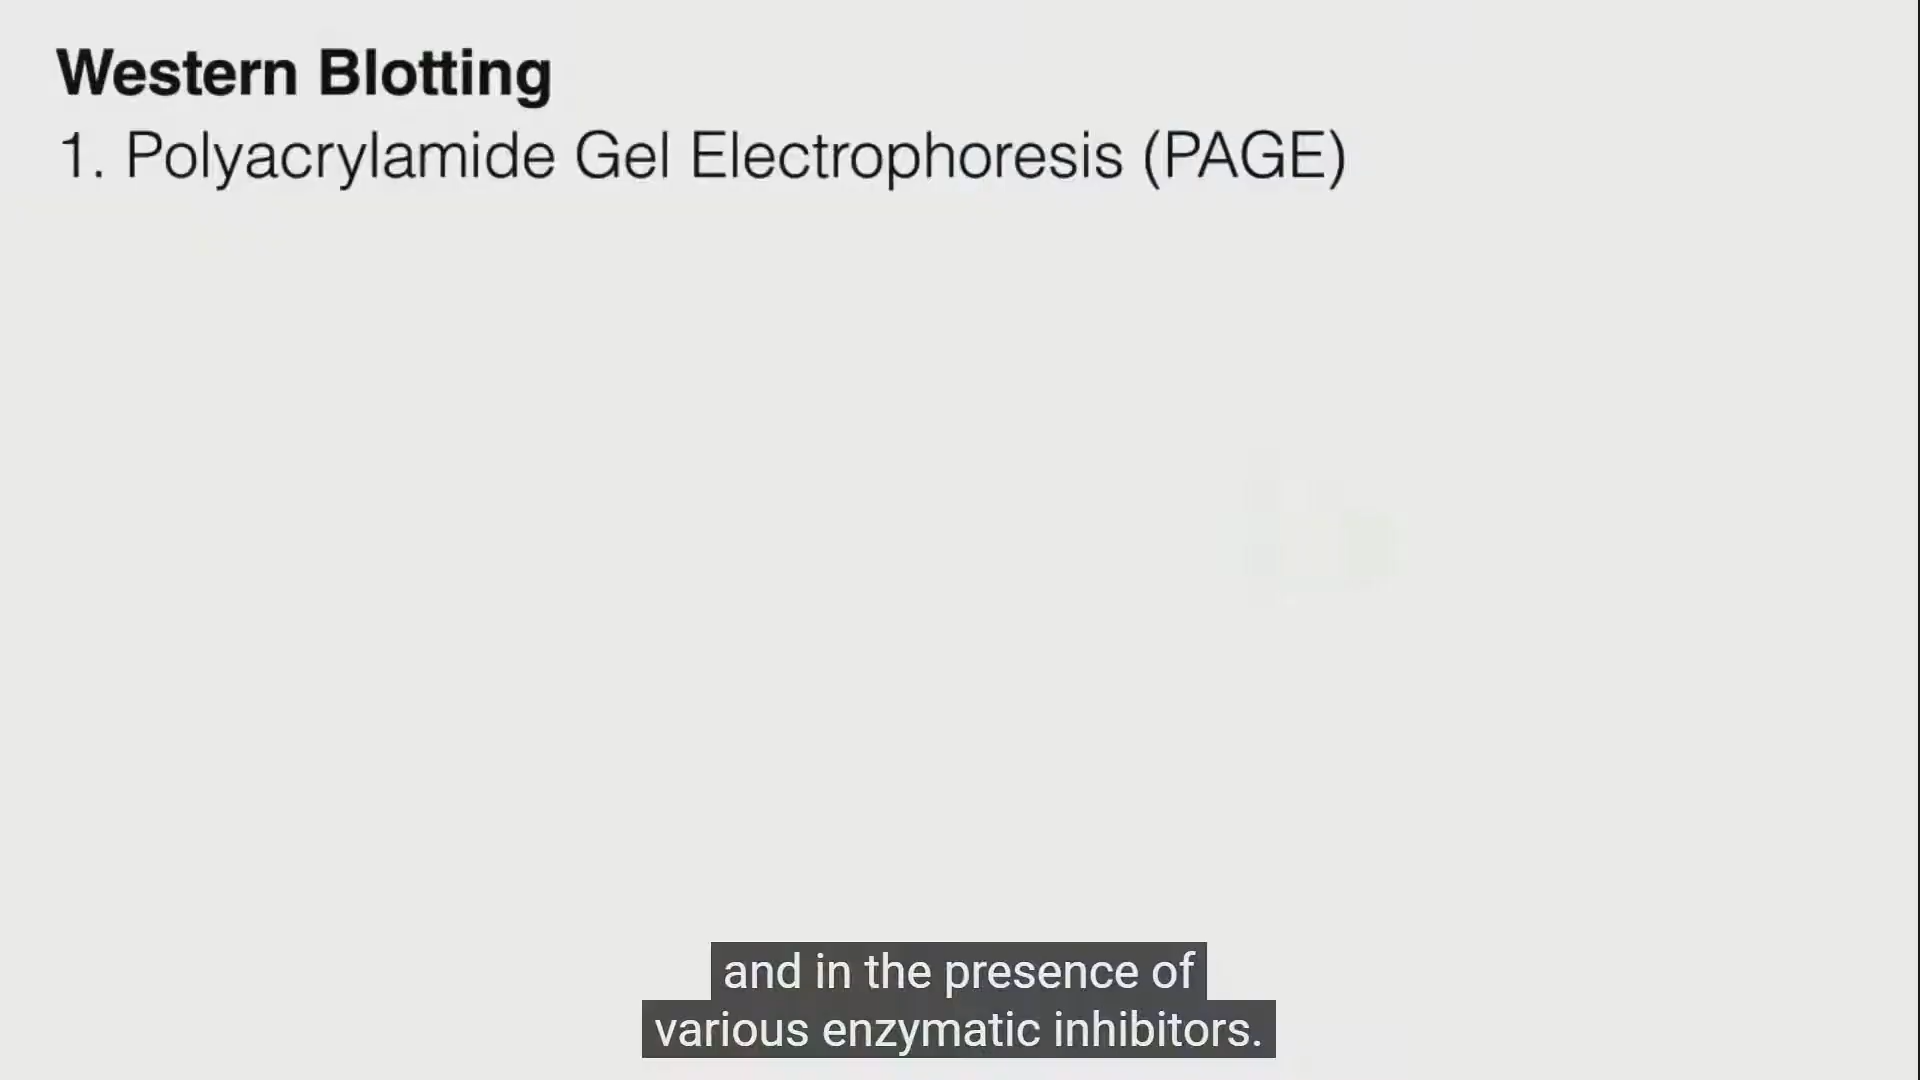 Western Blotting
1. Polyacrylamide Gel Electrophoresis (PAGE)
and in the presence of
various enzymatic inhibitors.